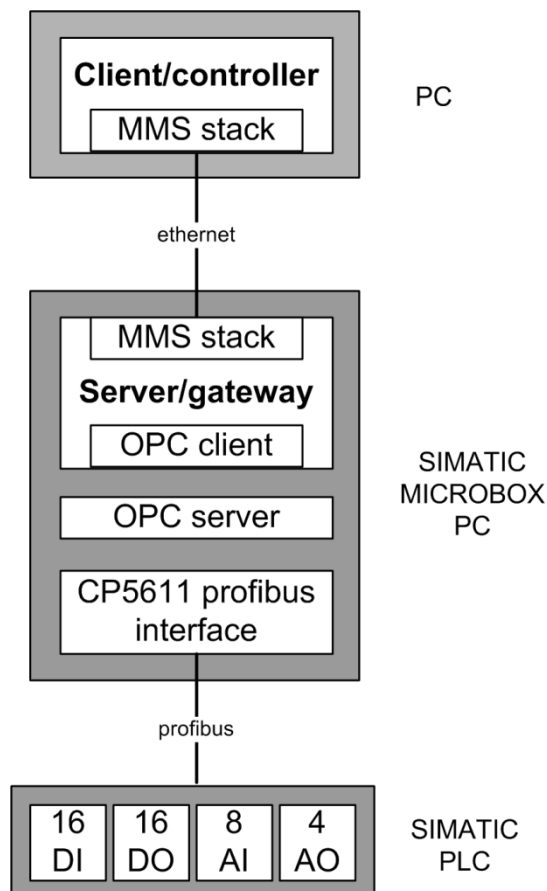 Client/controller
MMS stack
PC
ethernet
MMS stack
Server/gateway
OPC client
OPC server
CP5611 profibus
interface
SIMATIC
MICROBOX
PC
profibus
16
DI
16
DO
8
AI
4
AO
SIMATIC
PLC